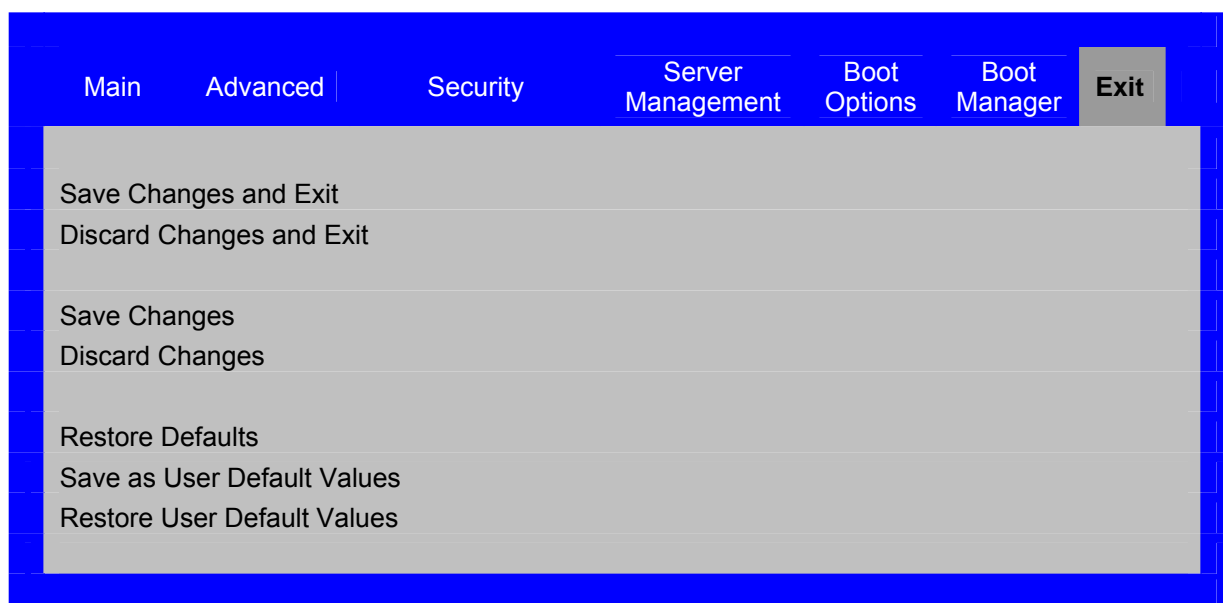 Main Advanced Security Server Management Boot Options Boot Manager Exit
Save Changes and Exit
Discard Changes and Exit
Save Changes
Discard Changes
Restore Defaults
Save as User Default Values
Restore User Default Values